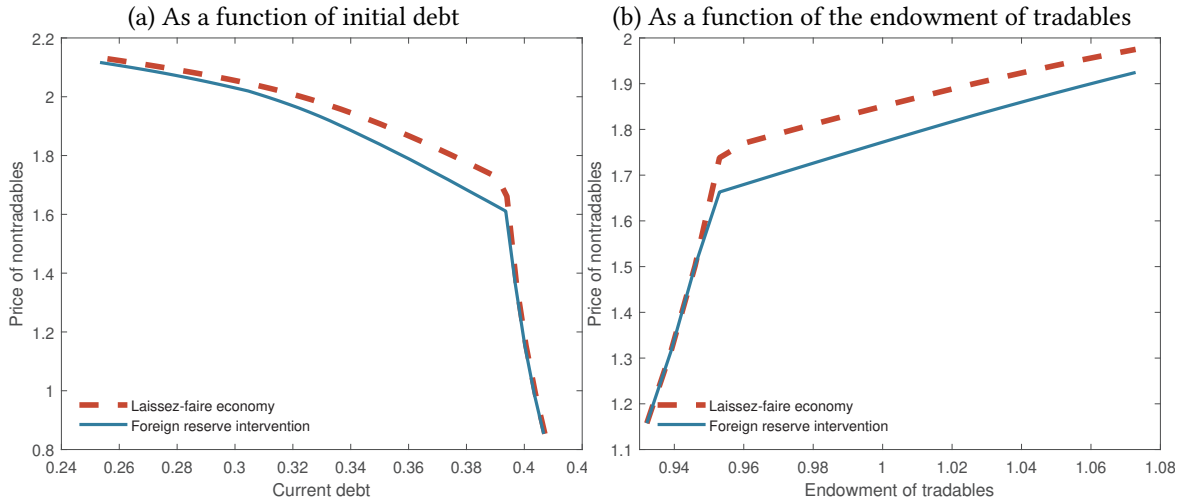 (a) As a function of initial debt
2.2
2
1.8
1.6
1.4
1.2
1
0.8
Price of nontradables
Laissez-faire economy
Foreign reserve intervention
0.24 0.26 0.28 0.3 0.32 0.34 0.36 0.38 0.4 0.4
Current debt
(b) As a function of the endowment of tradables
2
1.9
1.8
1.7
1.6
1.5
1.4
1.3
1.2
1.1
Price of nontradables
Laissez-faire economy
Foreign reserve intervention
0.94 0.96 0.98 1 1.02 1.04 1.06 1.08
Endowment of tradables